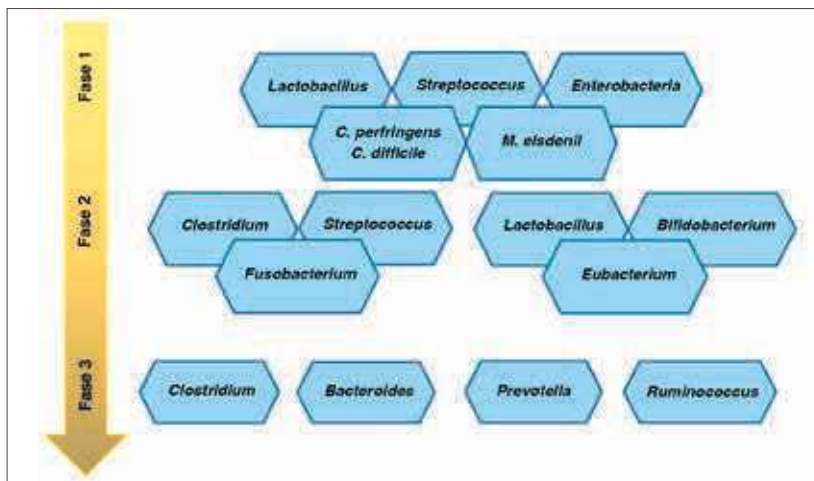 Fase 1
Lactobacillus
Streptococcus
Enterobacteria
C. perfringens
C. difficile
M. elsdenil
Fase 2
Clostridium
Streptococcus
Lactobacillus
Bifidobacterium
Fusobacterium
Eubacterium
Fase 3
Clostridium
Bacteroides
Prevotella
Ruminococcus